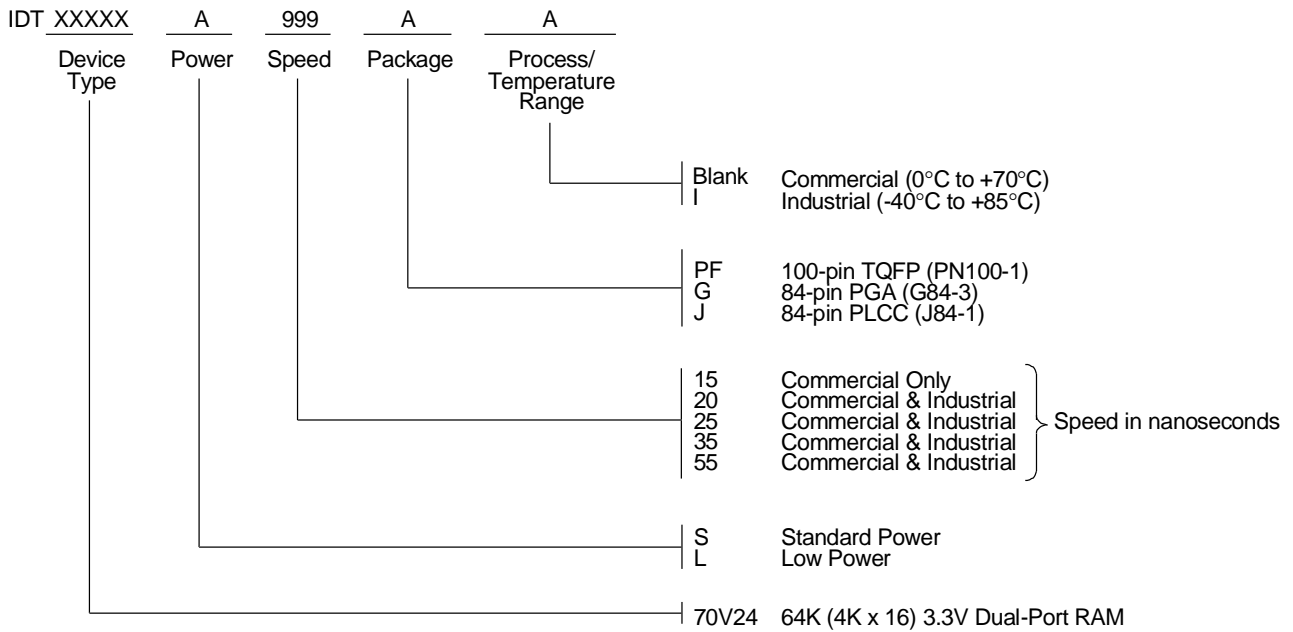 IDT XXXXX A 999 A A
Device Power Speed Package Process/
Type Temperature
Range
Blank Commercial (0°C to +70°C)
I Industrial (-40°C to +85°C)
PF 100-pin TQFP (PN100-1)
G 84-pin PGA (G84-3)
J 84-pin PLCC (J84-1)
15 Commercial Only
20 Commercial & Industrial
25 Commercial & Industrial Speed in nanoseconds
35 Commercial & Industrial
55 Commercial & Industrial
S Standard Power
L Low Power
70V24 64K (4K x 16) 3.3V Dual-Port RAM